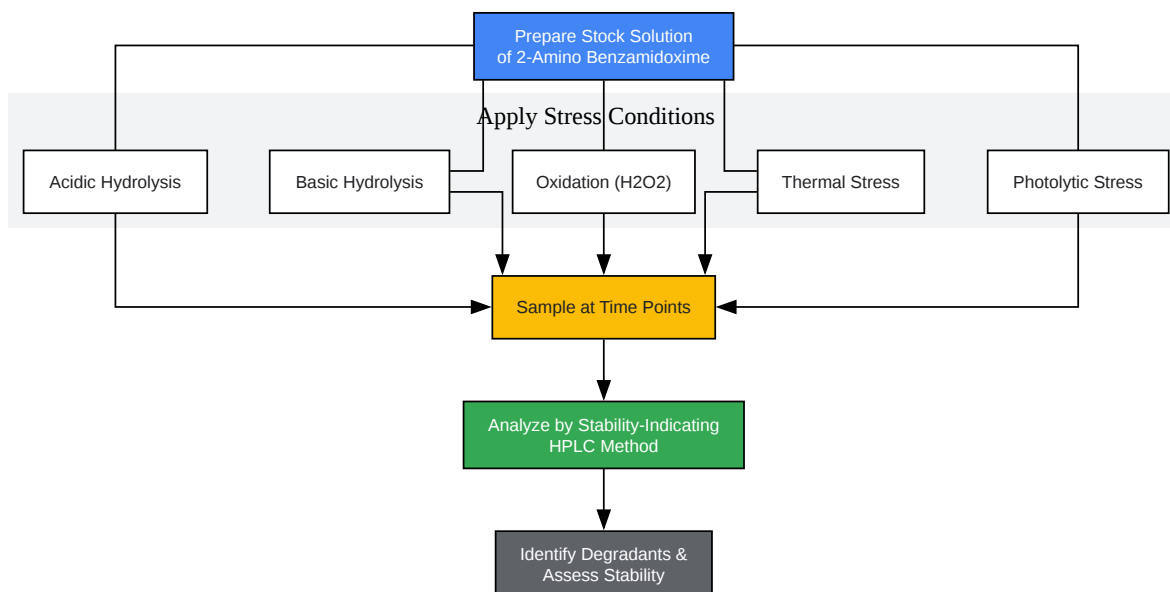 Prepare Stock Solution
of 2-Amino Benzamidoxime
Apply Stress Conditions
Acidic Hydrolysis
Basic Hydrolysis
Oxidation (H2O2)
Thermal Stress
Photolytic Stress
Sample at Time Points
Analyze by Stability-Indicating
HPLC Method
Identify Degradants &
Assess Stability